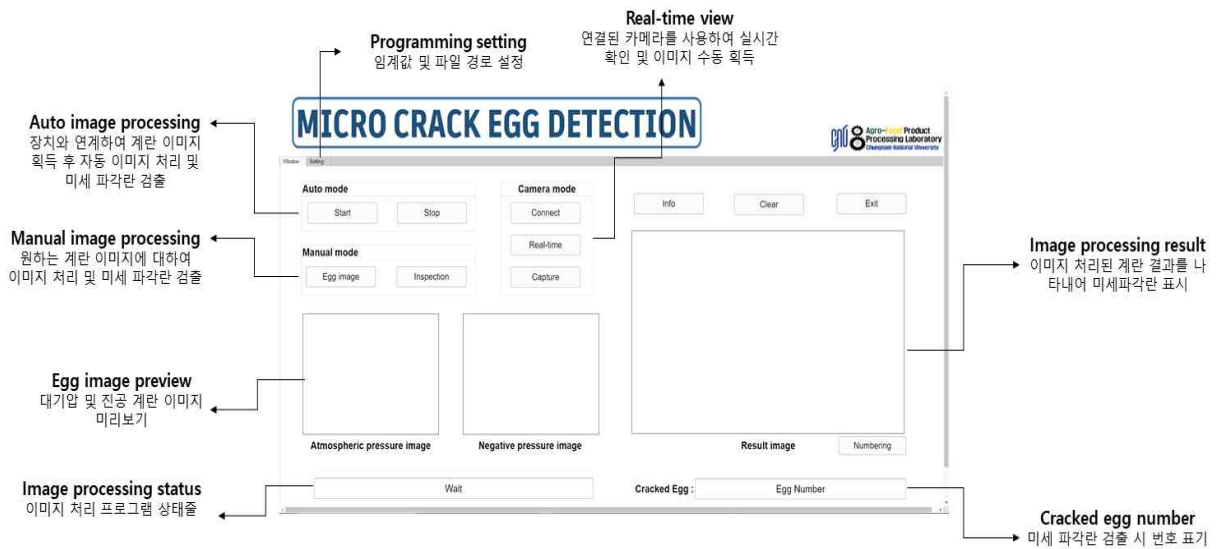 Real-time view
연결된 카메라를 사용하여 실시간
확인 및 이미지 수동 획득
Programming setting
임계값 및 파일 경로 설정
MICRO CRACK EGG DETECTION
Agro-Food Product
Processing Laboratory
Chungnam National University
Auto image processing
장치와 연계하여 계란 이미지
획득 후 자동 이미지 처리 및
미세 파각란 검출
Window Setting
Auto mode
Start Stop
Camera mode
Connect
Real-time
Capture
Info Clear Exit
Manual image processing
원하는 계란 이미지에 대하여
이미지 처리 및 미세 파각란 검출
Manual mode
Egg image Inspection
Image processing result
이미지 처리된 계란 결과를 나
타내어 미세파각란 표시
Egg image preview
대기압 및 진공 계란 이미지
미리보기
Atmospheric pressure image
Negative pressure image
Result image
Numbering
Image processing status
이미지 처리 프로그램 상태줄
Wait
Cracked Egg : Egg Number
Cracked egg number
미세 파각란 검출 시 번호 표기